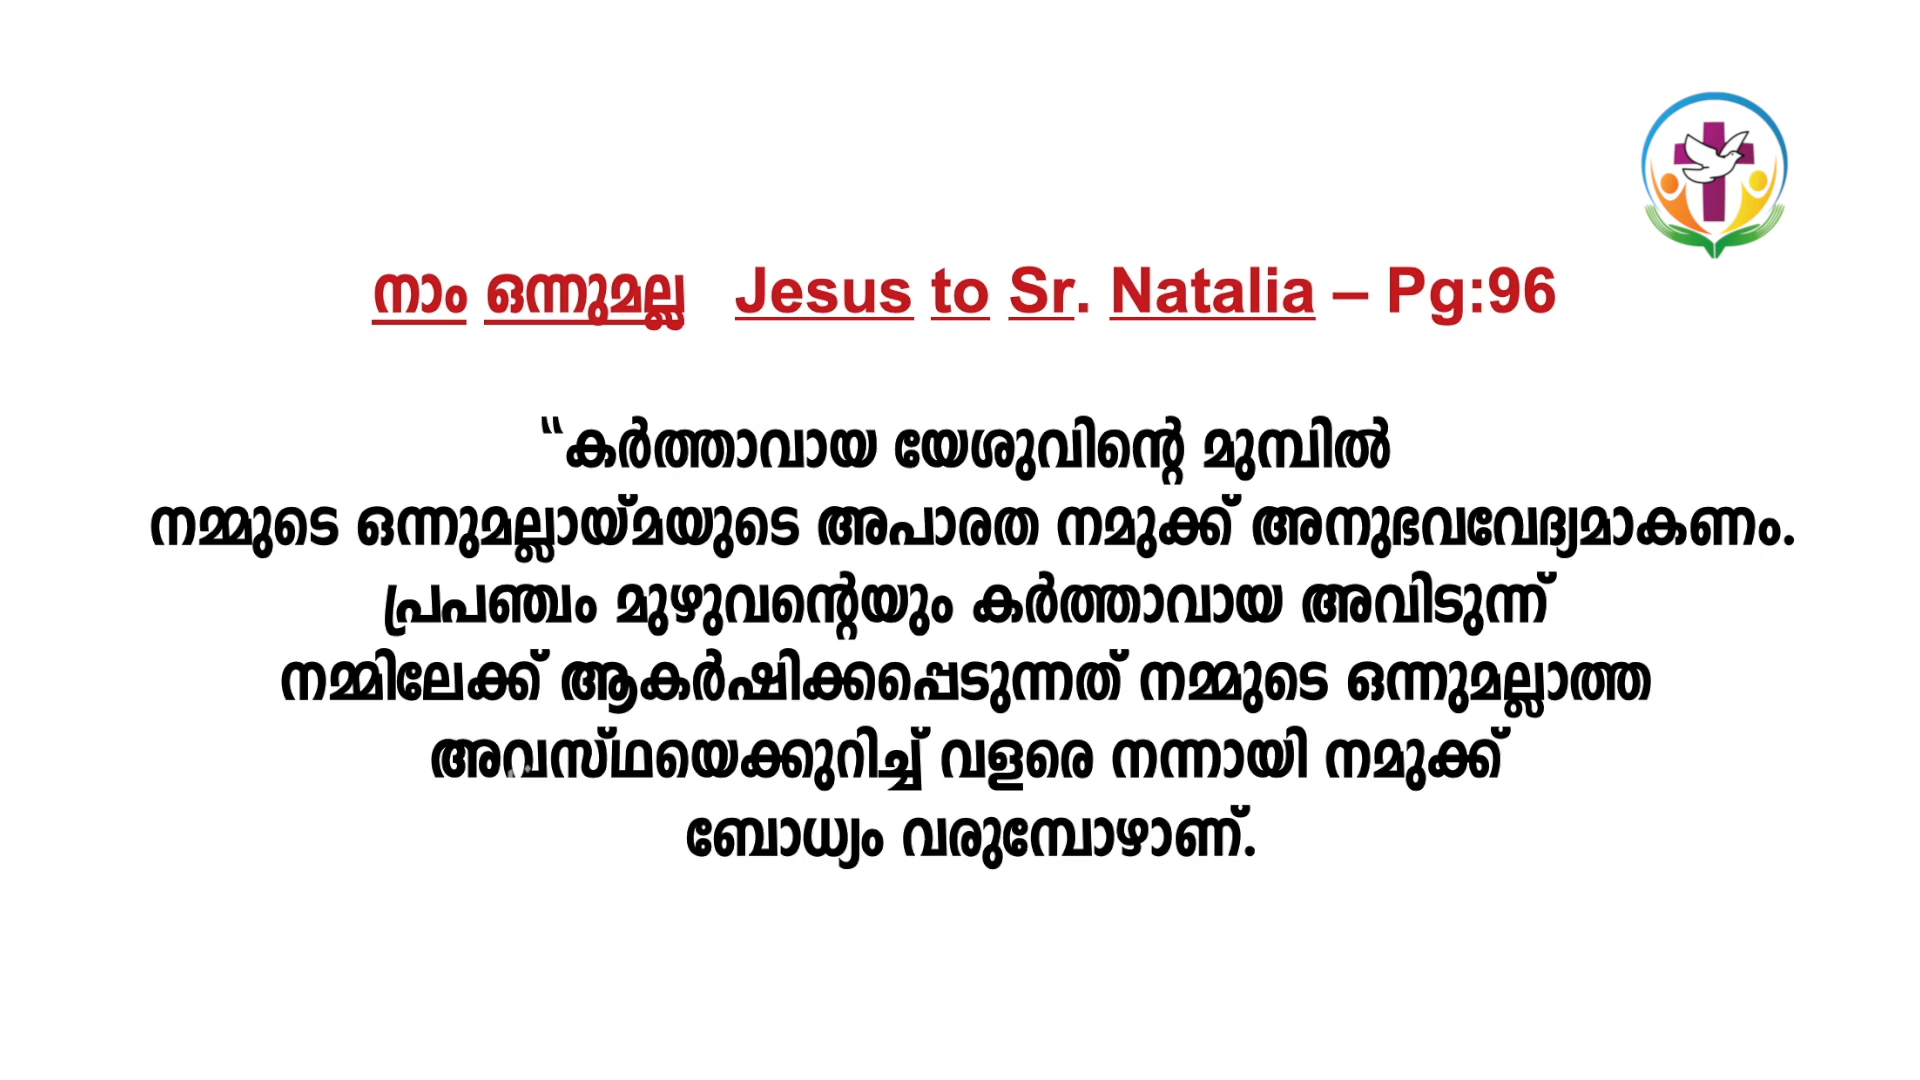 നാം ഒന്നുമല്ല Jesus to Sr. Natalia – Pg:96
“കർത്താവായ യേശുവിന്റെ മുമ്പിൽ
നമ്മുടെ ഒന്നുമല്ലായ്മയുടെ അപാരത നമുക്ക് അനുഭവവേദ്യമാകണം.
പ്രപഞ്ചം മുഴുവന്റെയും കർത്താവായ അവിടുന്ന്
നമ്മിലേക്ക് ആകർഷിക്കപ്പെടുന്നത് നമ്മുടെ ഒന്നുമല്ലാത്ത
അവസ്ഥയെക്കുറിച്ച് വളരെ നന്നായി നമുക്ക്
ബോധ്യം വരുമ്പോഴാണ്.